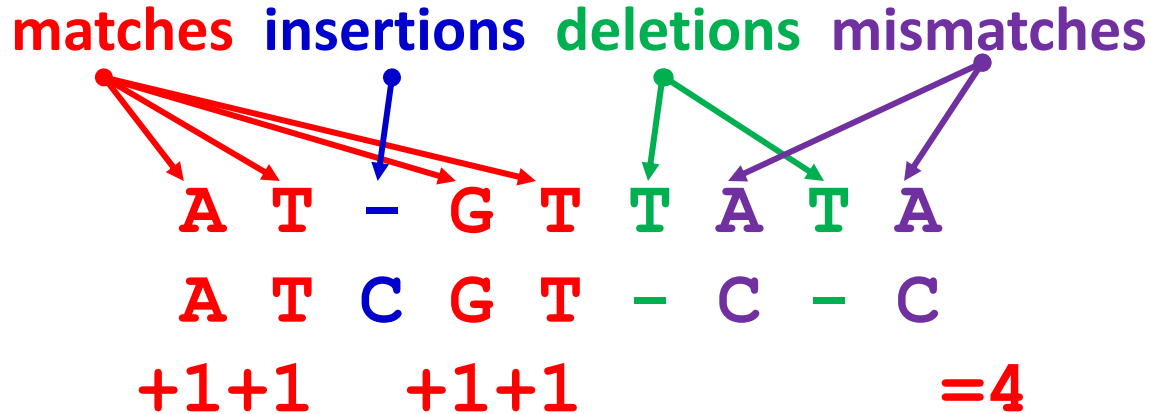 matches insertions deletions mismatches
A T - G T T A T A
A T C G T - C - C
+1+1 +1+1 =4